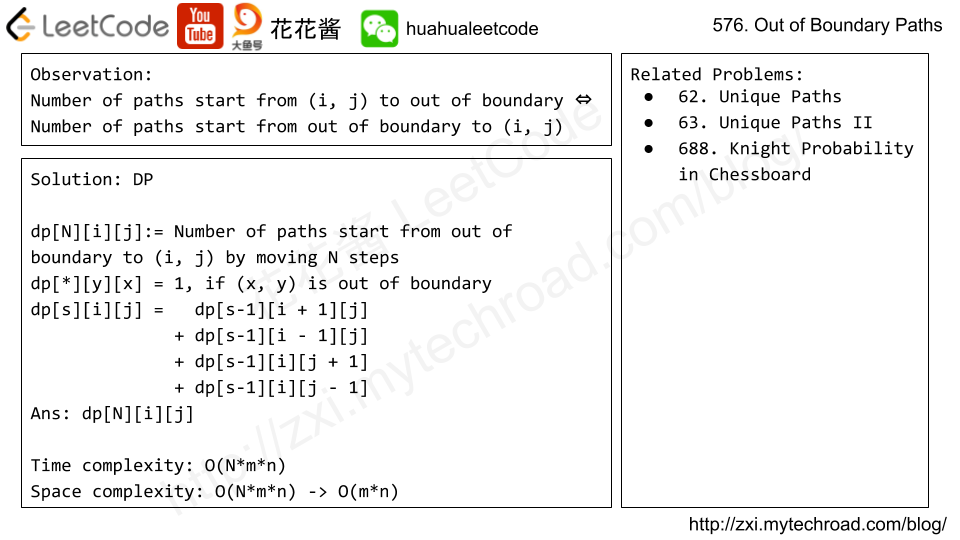 LeetCode
You
Tube
大鱼号
花花酱
huahualeetcode
576. Out of Boundary Paths
Observation:
Number of paths start from (i, j) to out of boundary ⇔
Number of paths start from out of boundary to (i, j)
Solution: DP
dp[N][i][j]:= Number of paths start from out of
boundary to (i, j) by moving N steps
dp[*][y][x] = 1, if (x, y) is out of boundary
dp[s][i][j] = dp[s-1][i + 1][j]
+ dp[s-1][i - 1][j]
+ dp[s-1][i][j + 1]
+ dp[s-1][i][j - 1]
Ans: dp[N][i][j]
Time complexity: O(N*m*n)
Space complexity: O(N*m*n) -> O(m*n)
Related Problems:
● 62. Unique Paths
● 63. Unique Paths II
● 688. Knight Probability
in Chessboard
花花酱 LeetCode
http://zxi.mytechroad.com/blog/
http://zxi.mytechroad.com/blog/